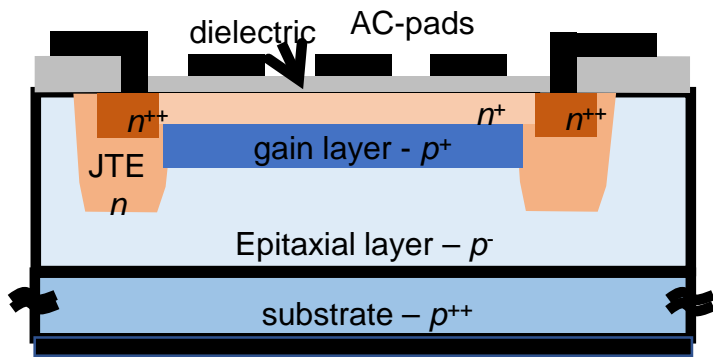 dielectric
AC-pads
n++
n+
n++
gain layer - p+
JTE
n
Epitaxial layer – p-
substrate – p++